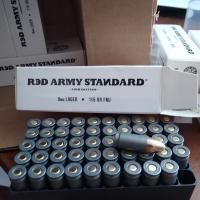 RED ARMY STANDARD®
AMMUNITION
9mm LUGER • 115 GR FMJ